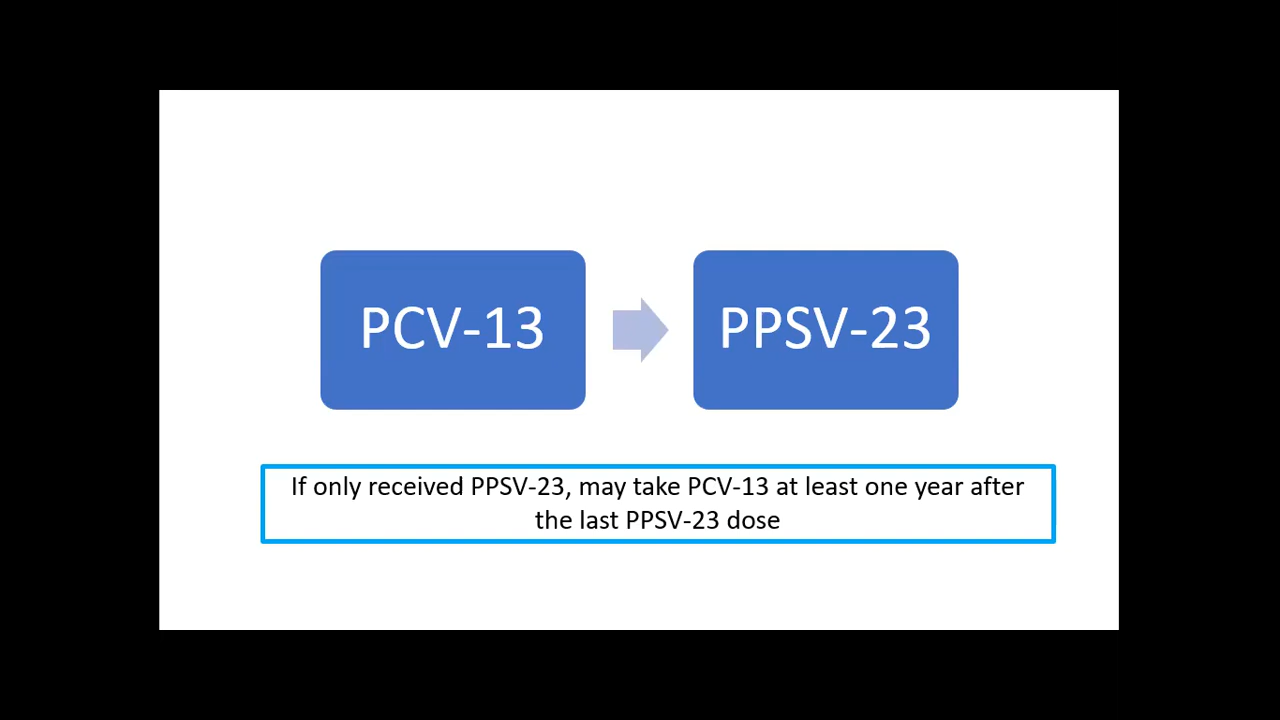 PCV-13
PPSV-23
If only received PPSV-23, may take PCV-13 at least one year after
the last PPSV-23 dose